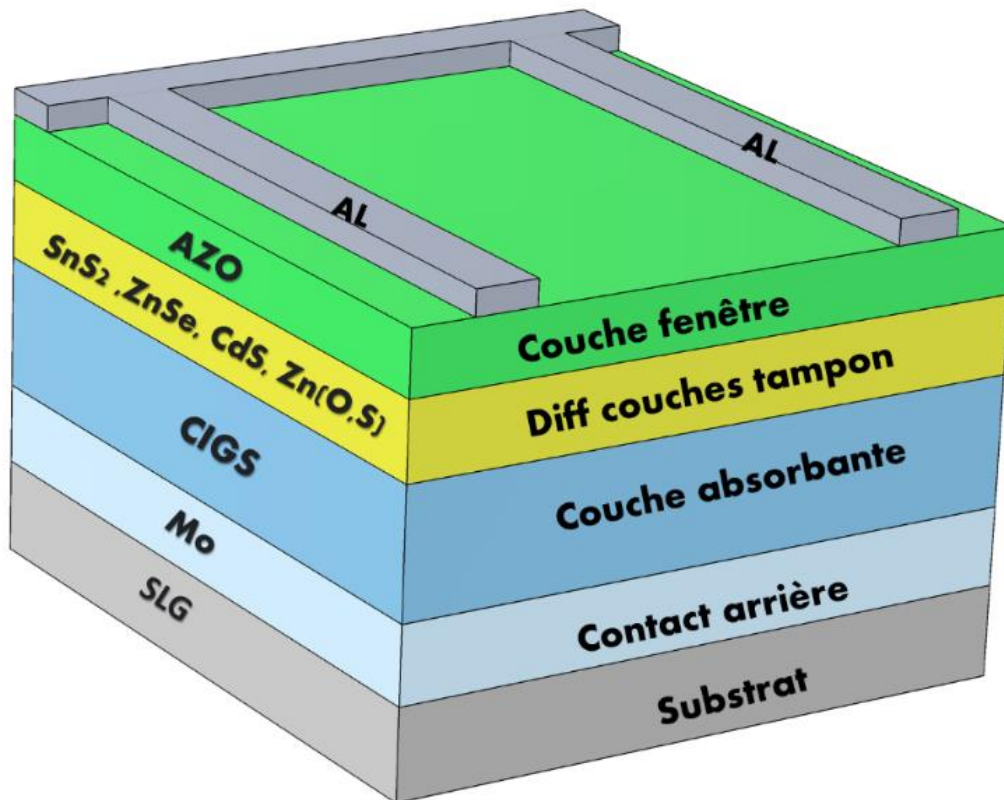 AL
AL
AZO
Couche fenêtre
SnS₂ ,ZnSe, CdS, Zn(O,S)
Diff couches tampon
CIGS
Couche absorbante
Mo
Contact arrière
SLG
Substrat